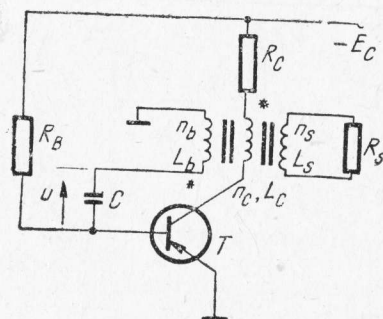 -E_C
R_C
*
R_B
n_b
n_s
L_b
L_s
R_s
*
n_C, L_C
u
C
T